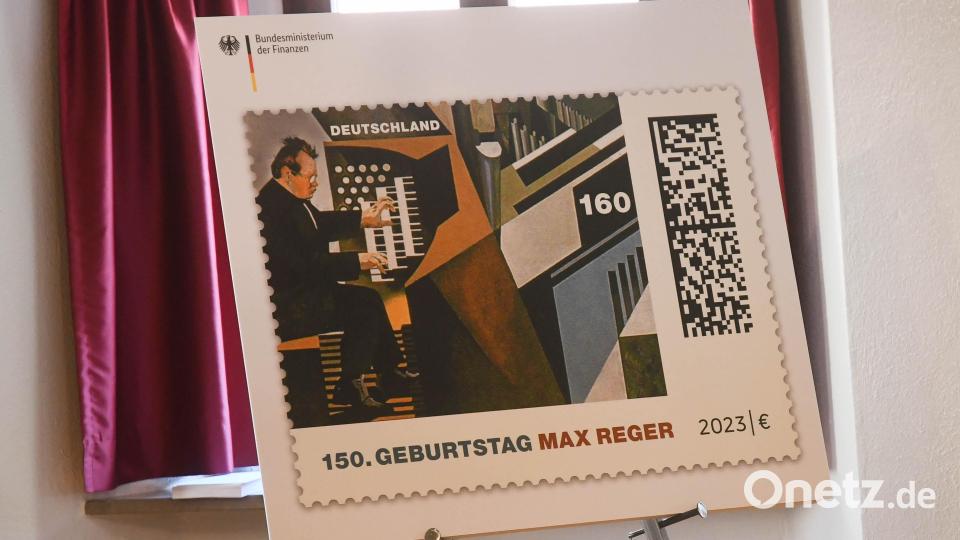 Bundesministerium
der Finanzen
DEUTSCHLAND
160
150. GEBURTSTAG MAX REGER
2023|€
Onetz.de